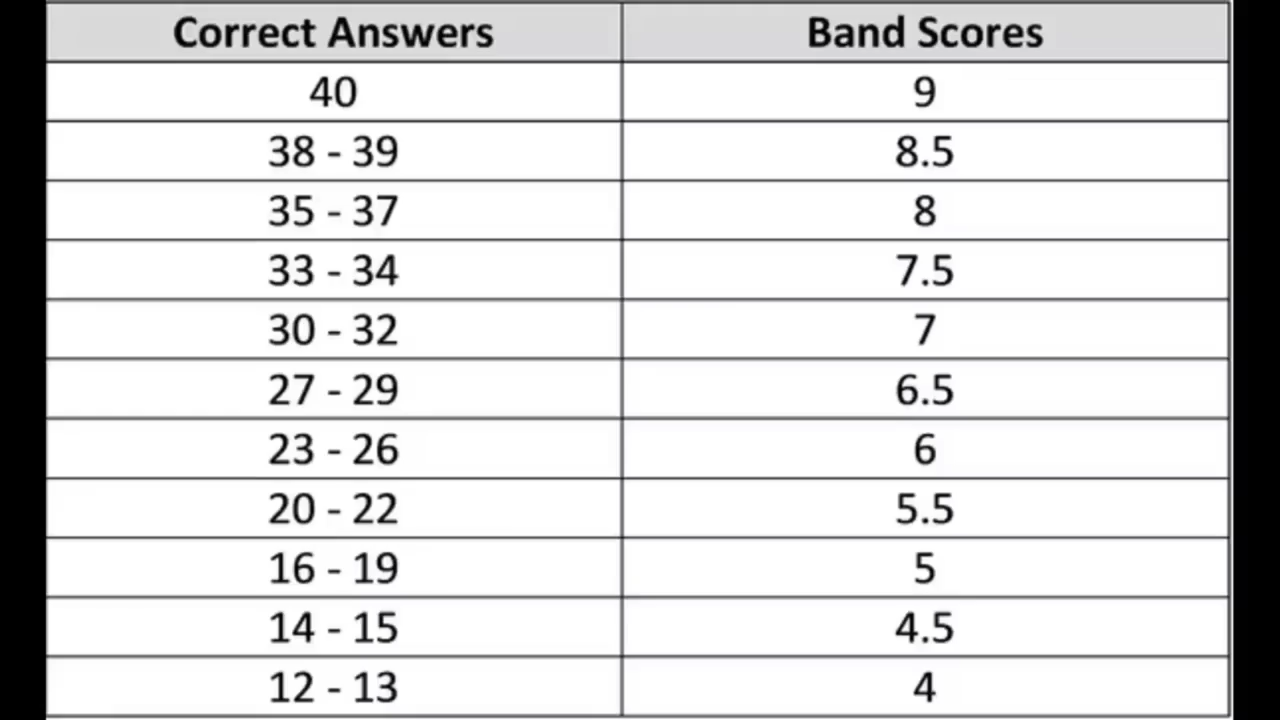 Correct Answers Band Scores
40 9
38 - 39 8.5
35 - 37 8
33 - 34 7.5
30 - 32 7
27 - 29 6.5
23 - 26 6
20 - 22 5.5
16 - 19 5
14 - 15 4.5
12 - 13 4